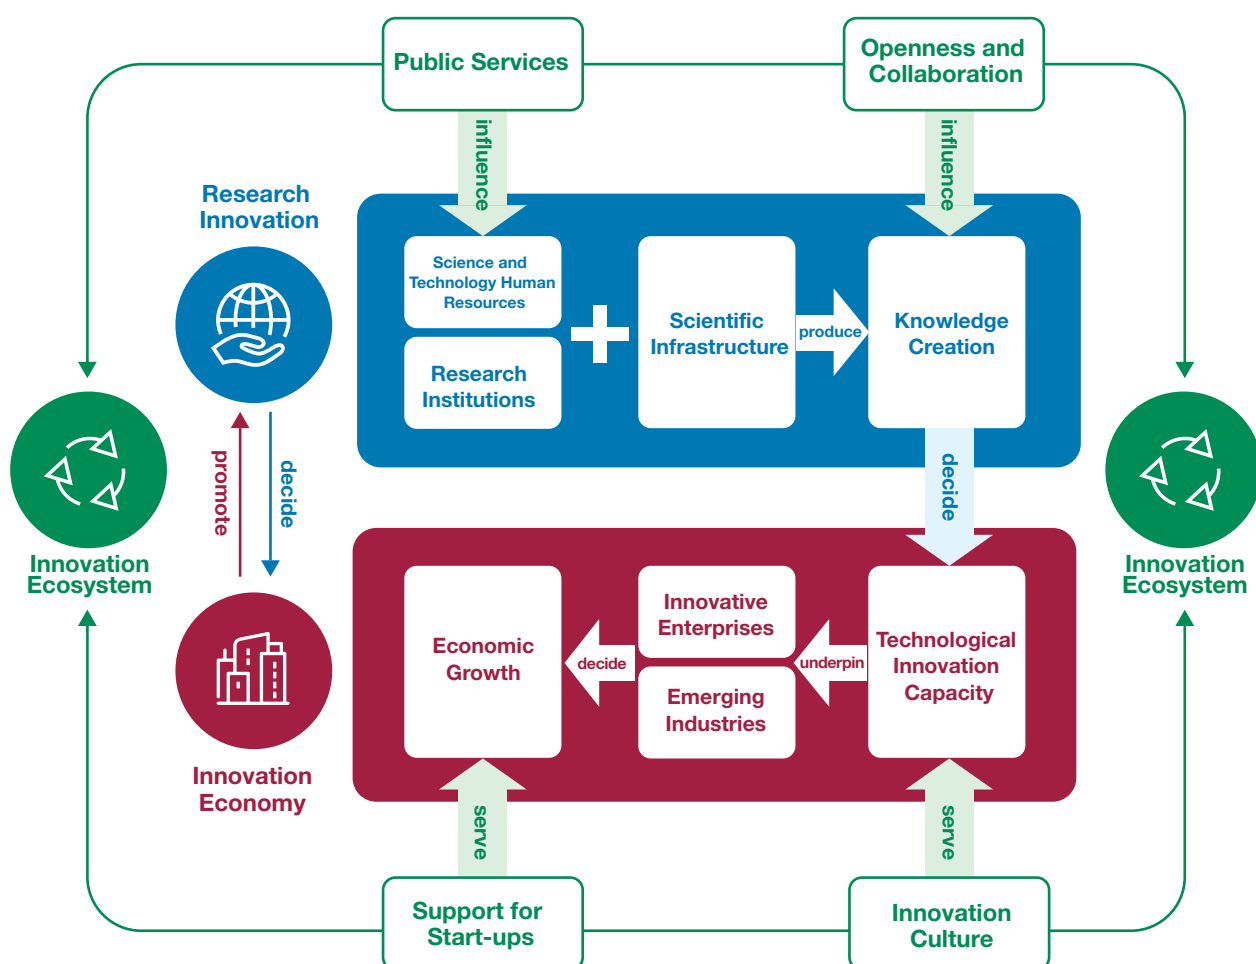 Public Services
Openness and
Collaboration
influence
influence
Research
Innovation
Science and
Technology Human
Resources
Research
Institutions
Scientific
Infrastructure
produce
Knowledge
Creation
promote
decide
decide
Innovation
Ecosystem
Innovation
Ecosystem
Innovation
Economy
Economic
Growth
decide
Innovative
Enterprises
Emerging
Industries
underpin
Technological
Innovation
Capacity
serve
serve
Support for
Start-ups
Innovation
Culture